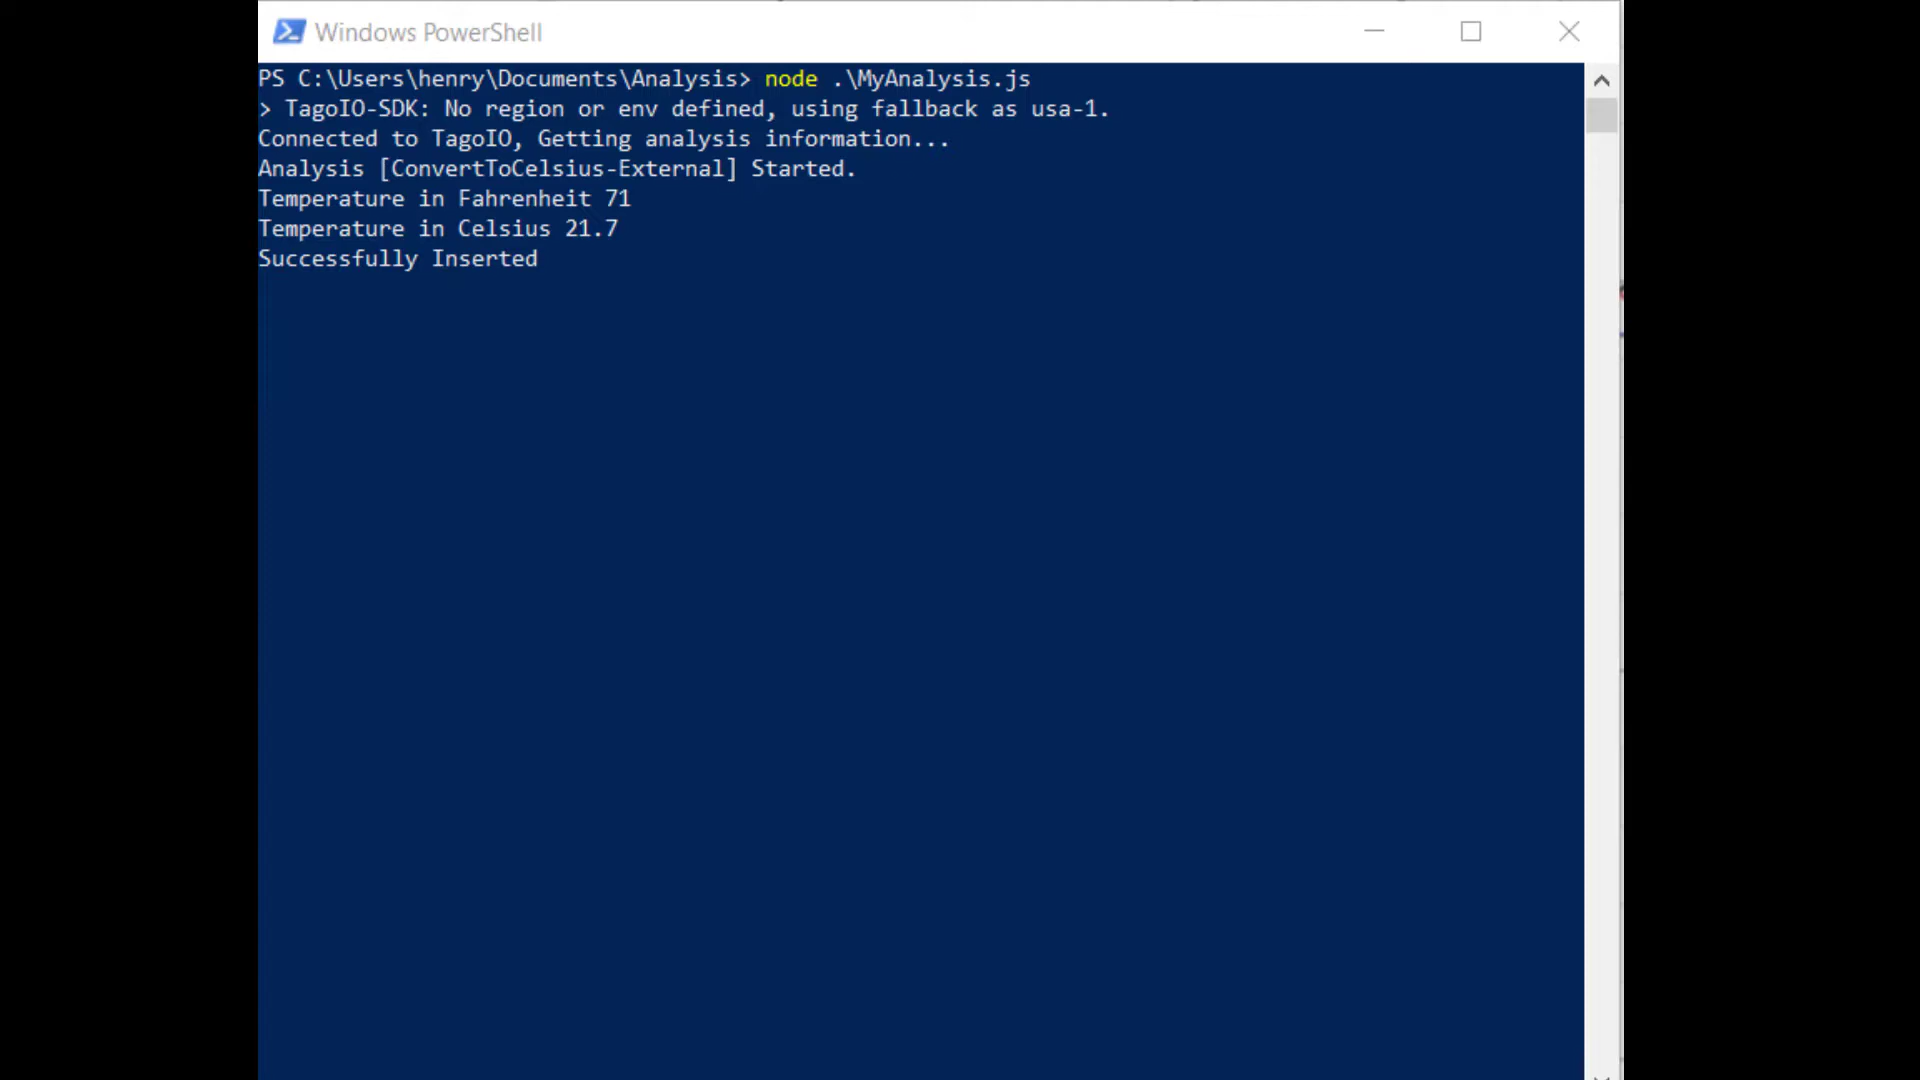 Windows PowerShell
PS C:\Users\henry\Documents\Analysis> node .\MyAnalysis.js
> TagoIO-SDK: No region or env defined, using fallback as usa-1.
Connected to TagoIO, Getting analysis information...
Analysis [ConvertToCelsius-External] Started.
Temperature in Fahrenheit 71
Temperature in Celsius 21.7
Successfully Inserted